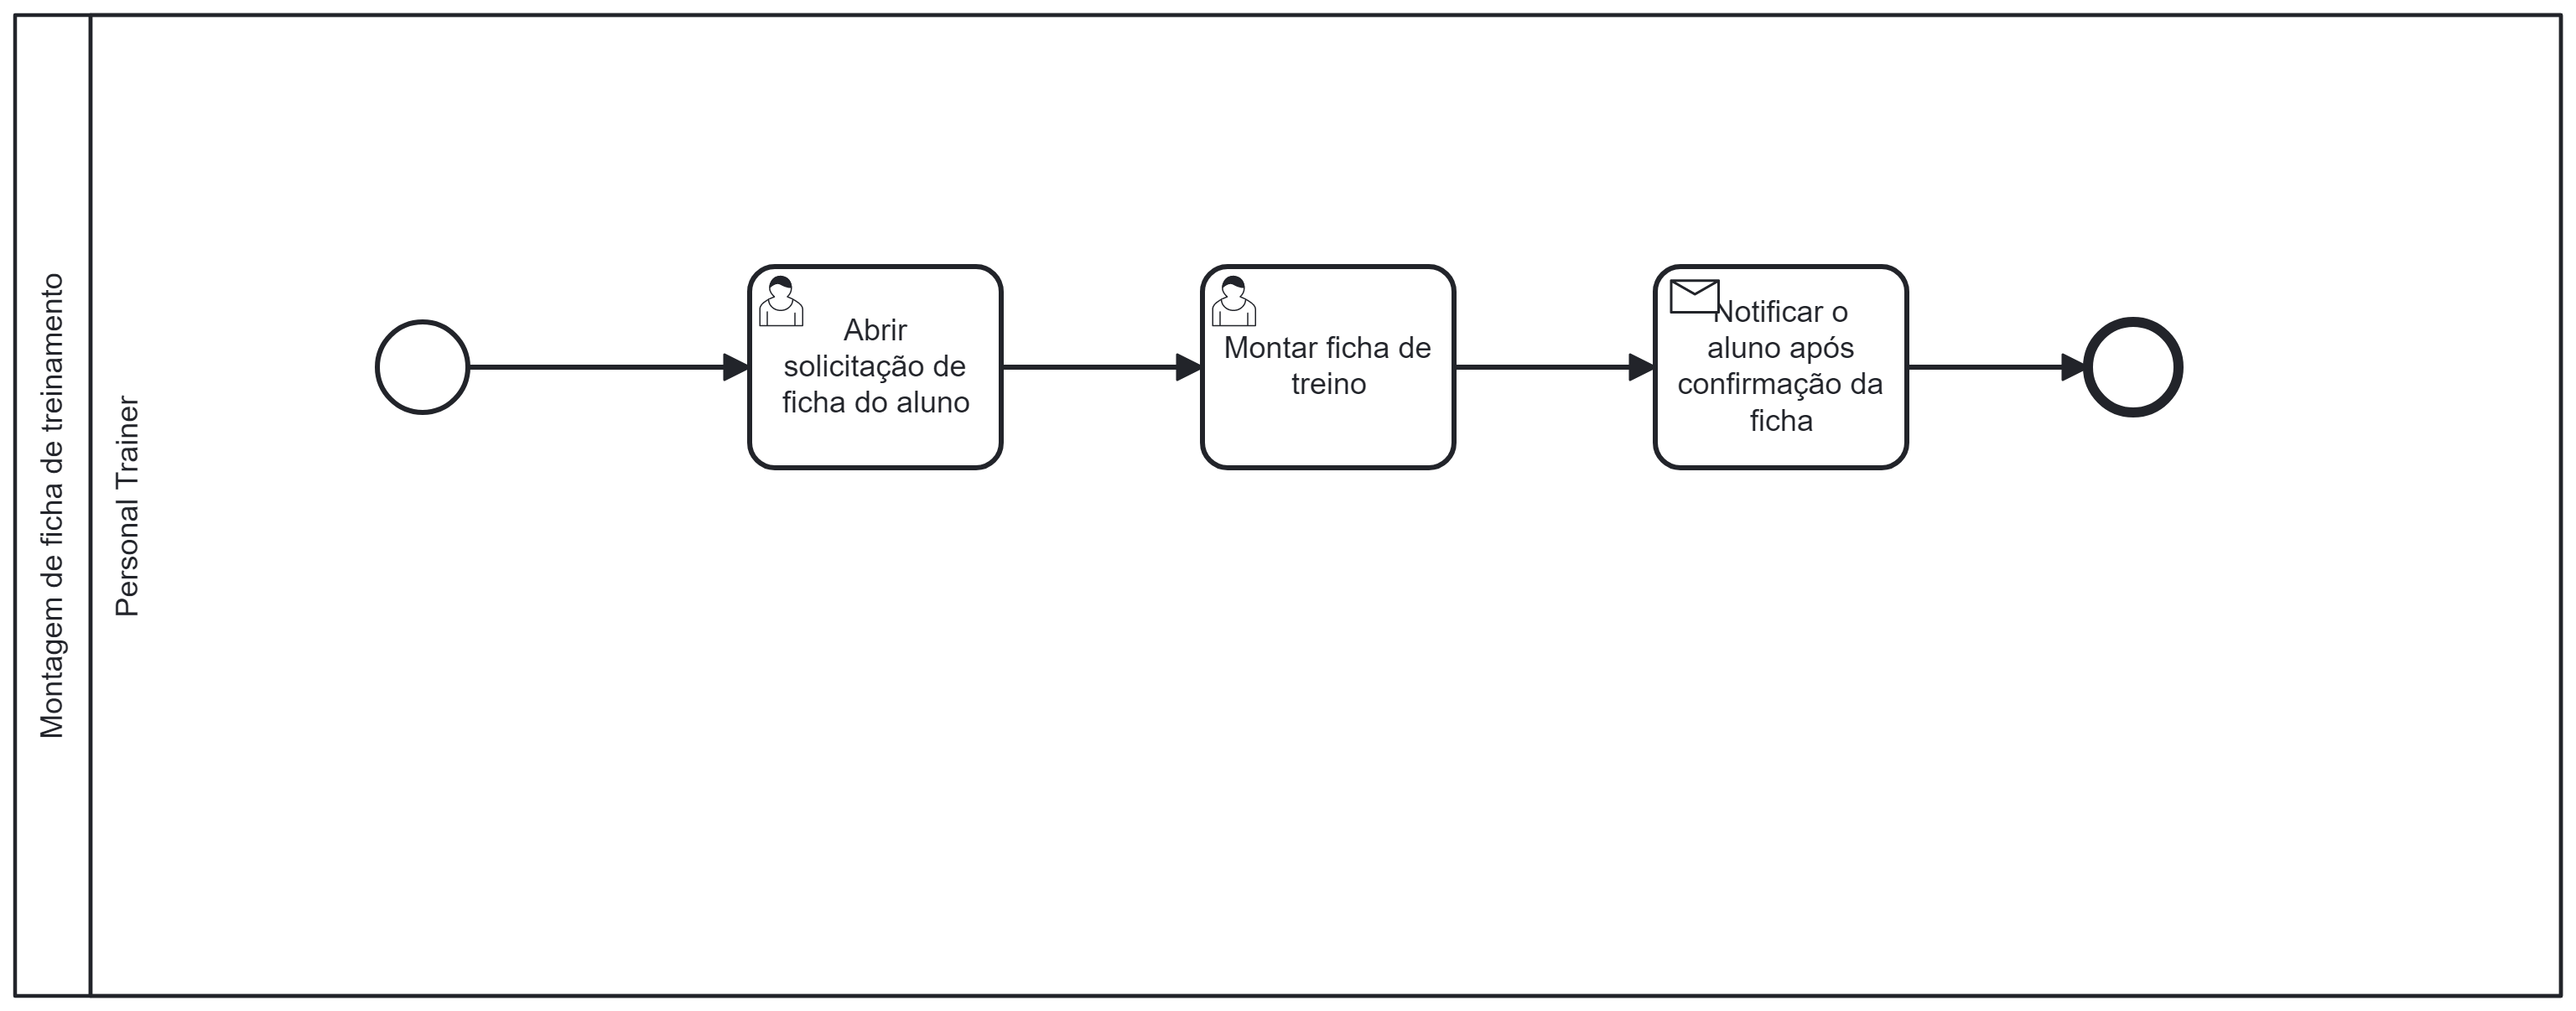 Montagem de ficha de treinamento
Personal Trainer
Abrir
solicitação de
ficha do aluno
Montar ficha de
treino
Notificar o
aluno após
confirmação da
ficha